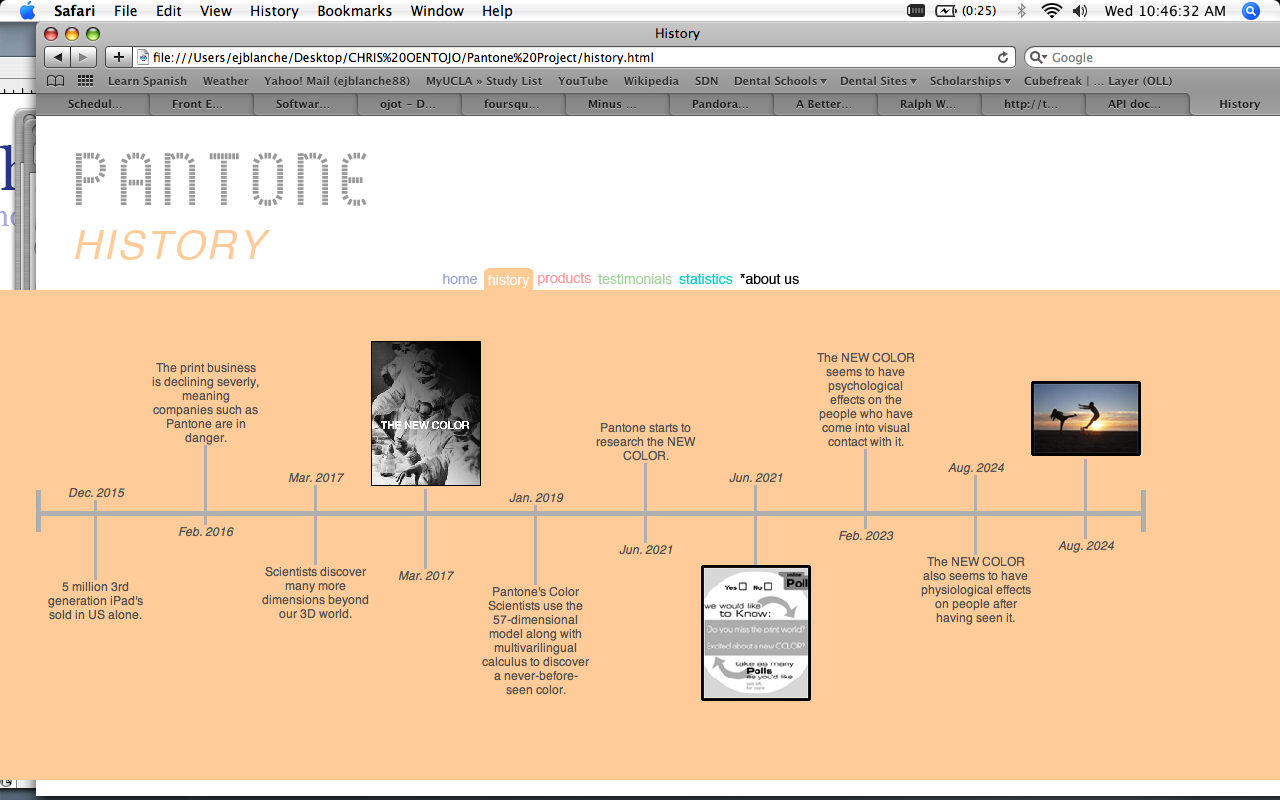 Safari File Edit View History Bookmarks Window Help (0:25) Wed 10:46:32 AM
History
file:///Users/ejblanche/Desktop/CHRIS%20OENTOJO/Pantone%20Project/history.html
Google
Learn Spanish Weather Yahoo! Mail (ejblanche88) MyUCLA » Study List YouTube Wikipedia SDN Dental Schools Dental Sites Scholarships Cubefreak | ... Layer (OLL)
Schedul... Front E... Softwar... ojot – D... foursqu... Minus ... Pandora... A Better... Ralph W... http://t... API doc... History
PANTONE
HISTORY
home history products testimonials statistics *about us
Dec. 2015
5 million 3rd
generation iPad's
sold in US alone.
The print business
is declining severly,
meaning
companies such as
Pantone are in
danger.
Feb. 2016
Mar. 2017
Scientists discover
many more
dimensions beyond
our 3D world.
THE NEW COLOR
Mar. 2017
Jan. 2019
Pantone's Color
Scientists use the
57-dimensional
model along with
multivarilingual
calculus to discover
a never-before-
seen color.
Pantone starts to
research the NEW
COLOR.
Jun. 2021
Jun. 2021
Poll
Yes No
we would like
to Know:
Do you miss the print world?
Excited about a new COLOR?
take as many
Polls
as you'd like
The NEW COLOR
seems to have
psychological
effects on the
people who have
come into visual
contact with it.
Feb. 2023
Aug. 2024
The NEW COLOR
also seems to have
physiological effects
on people after
having seen it.
Aug. 2024